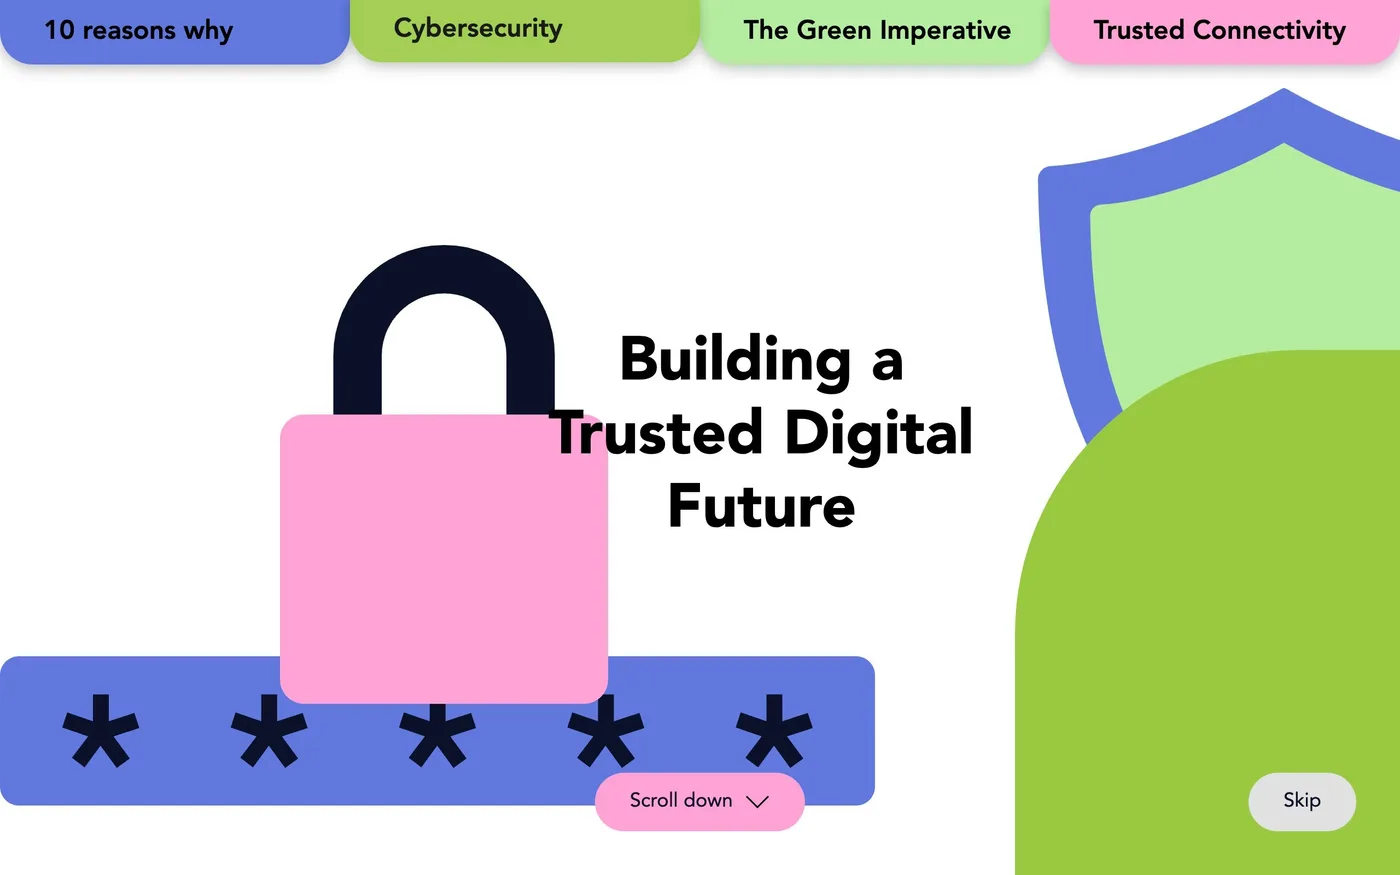 10 reasons why
Cybersecurity
The Green Imperative
Trusted Connectivity
Building a
Trusted Digital
Future
* * * * *
Scroll down
Skip